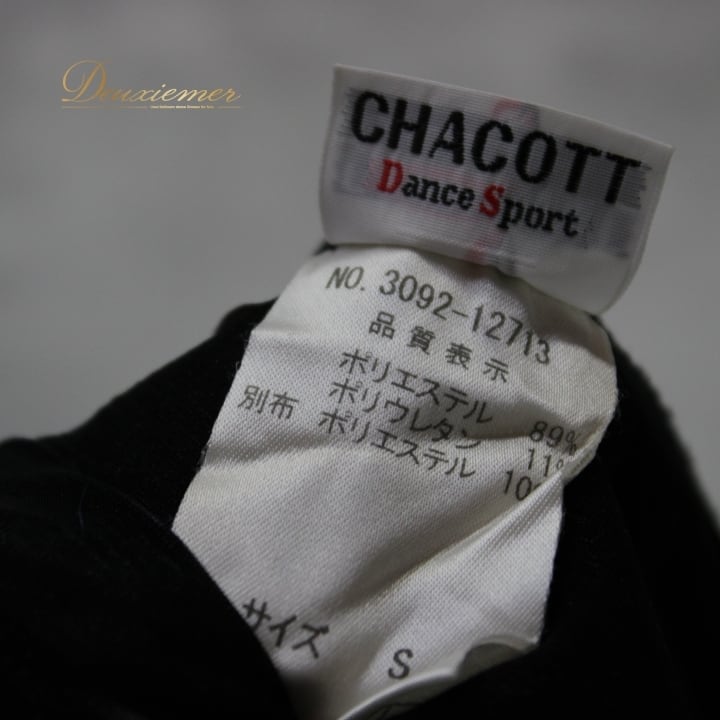 Deuxiemer
CHACOTT
Dance Sport
NO. 3092-12713
品質表示
ポリエステル 89%
ポリウレタン 11%
別布 ポリエステル
サイズ S